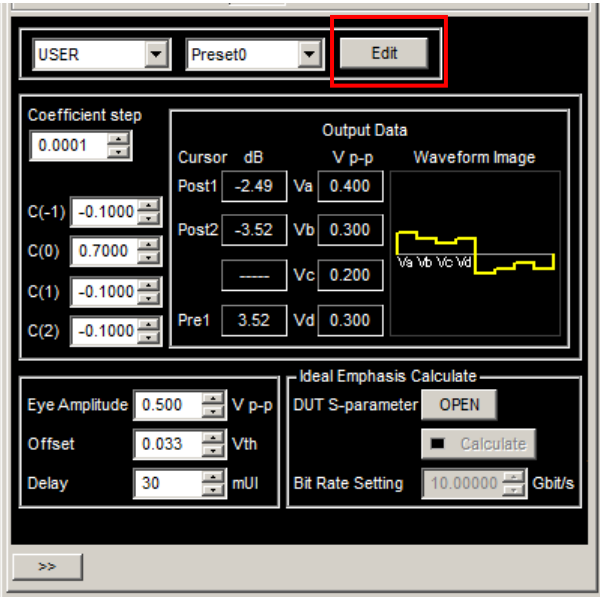 USER Preset0 Edit
Coefficient step
0.0001
Output Data
Cursor dB V p-p Waveform Image
Post1 -2.49 Va 0.400
C(-1) -0.1000
Post2 -3.52 Vb 0.300
C(0) 0.7000
Va Vb Vc Vd
----- Vc 0.200
C(1) -0.1000
Pre1 3.52 Vd 0.300
C(2) -0.1000
Ideal Emphasis Calculate
Eye Amplitude 0.500 V p-p DUT S-parameter OPEN
Offset 0.033 Vth Calculate
Delay 30 mUI Bit Rate Setting 10.00000 Gbit/s
>>